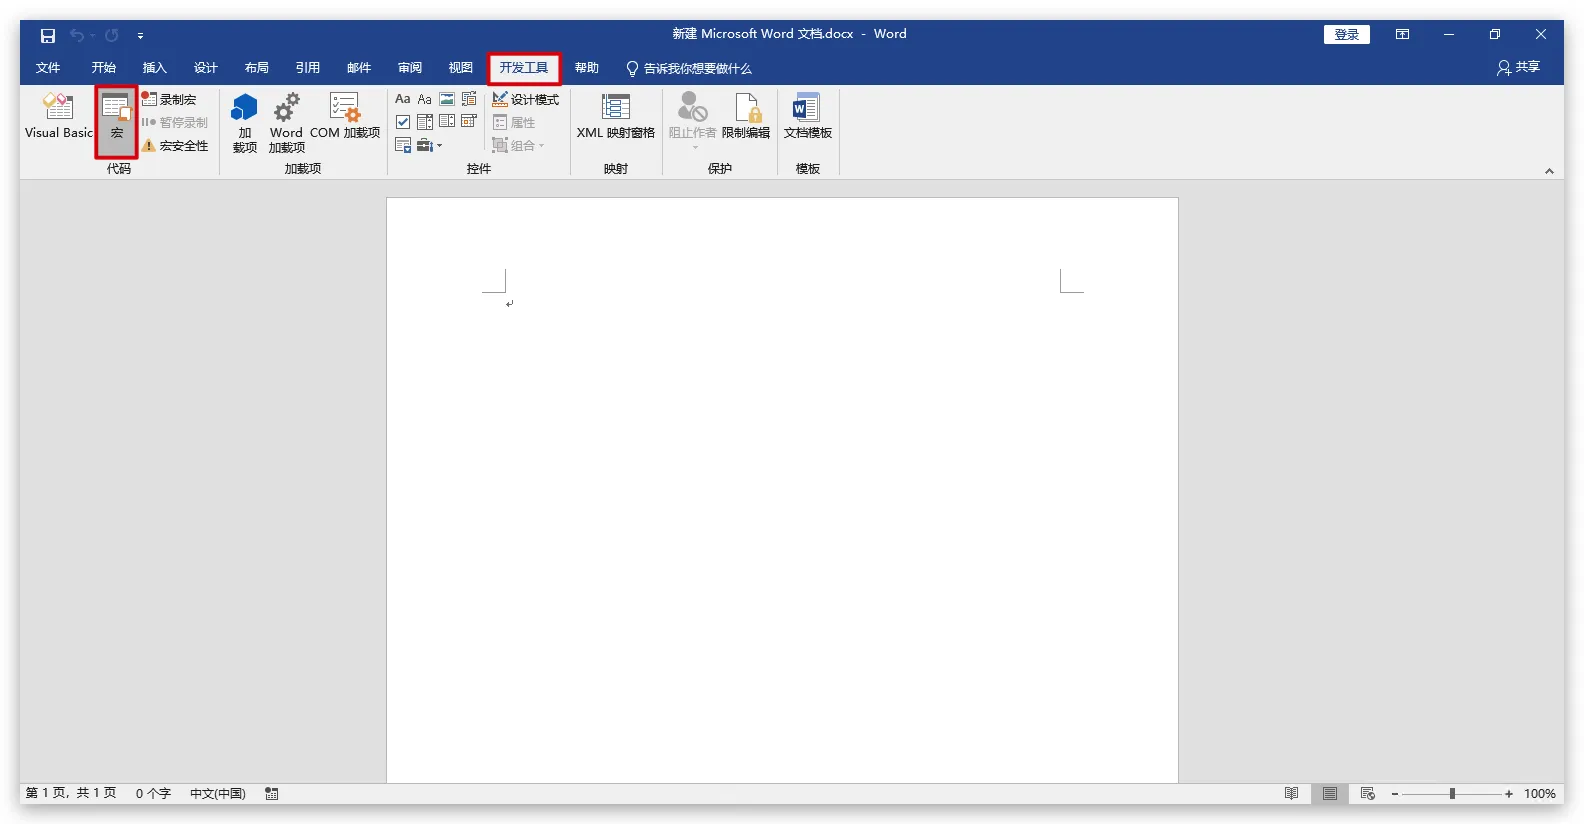 新建 Microsoft Word 文档.docx - Word
登录
文件 开始 插入 设计 布局 引用 邮件 审阅 视图 开发工具 帮助 告诉我你想要做什么 共享
Visual Basic
宏
录制宏
暂停录制
宏安全性
代码
加
载项
Word
加载项
COM 加载项
加载项
Aa Aa
设计模式
属性
组合
控件
XML 映射窗格
映射
阻止作者
限制编辑
保护
文档模板
模板
第 1 页，共 1 页 0 个字 中文(中国) 100%